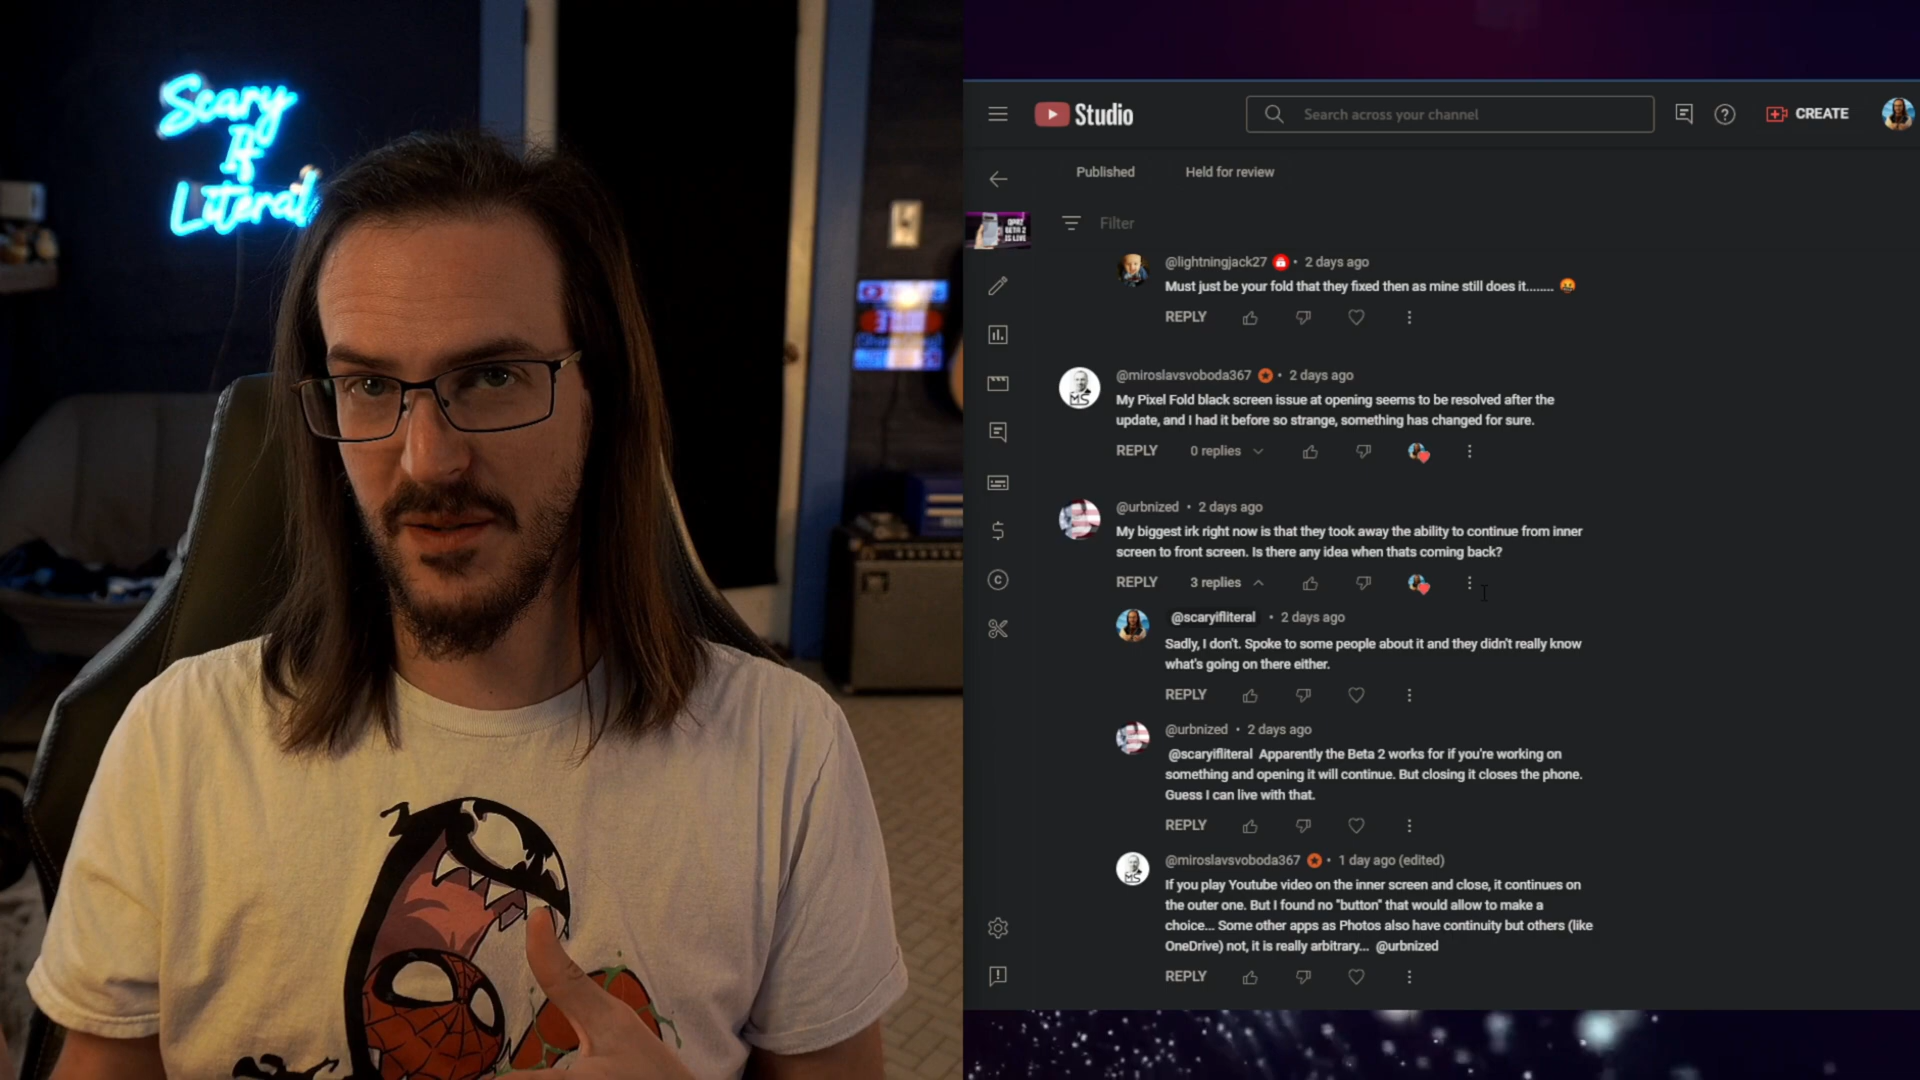 Scary
If
Literal
Studio
Search across your channel
CREATE
Published
Held for review
QPR2
BETA 2
IS LIVE
Filter
@lightningjack27 • 2 days ago
Must just be your fold that they fixed then as mine still does it........ 🤬
REPLY
@miroslavsvoboda367 • 2 days ago
My Pixel Fold black screen issue at opening seems to be resolved after the
update, and I had it before so strange, something has changed for sure.
MS
REPLY 0 replies
@urbnized • 2 days ago
My biggest irk right now is that they took away the ability to continue from inner
screen to front screen. Is there any idea when thats coming back?
REPLY 3 replies
@scaryifliteral • 2 days ago
Sadly, I don't. Spoke to some people about it and they didn't really know
what's going on there either.
REPLY
@urbnized • 2 days ago
@scaryifliteral Apparently the Beta 2 works for if you're working on
something and opening it will continue. But closing it closes the phone.
Guess I can live with that.
REPLY
@miroslavsvoboda367 • 1 day ago (edited)
MS
If you play Youtube video on the inner screen and close, it continues on
the outer one. But I found no "button" that would allow to make a
choice... Some other apps as Photos also have continuity but others (like
OneDrive) not, it is really arbitrary... @urbnized
REPLY